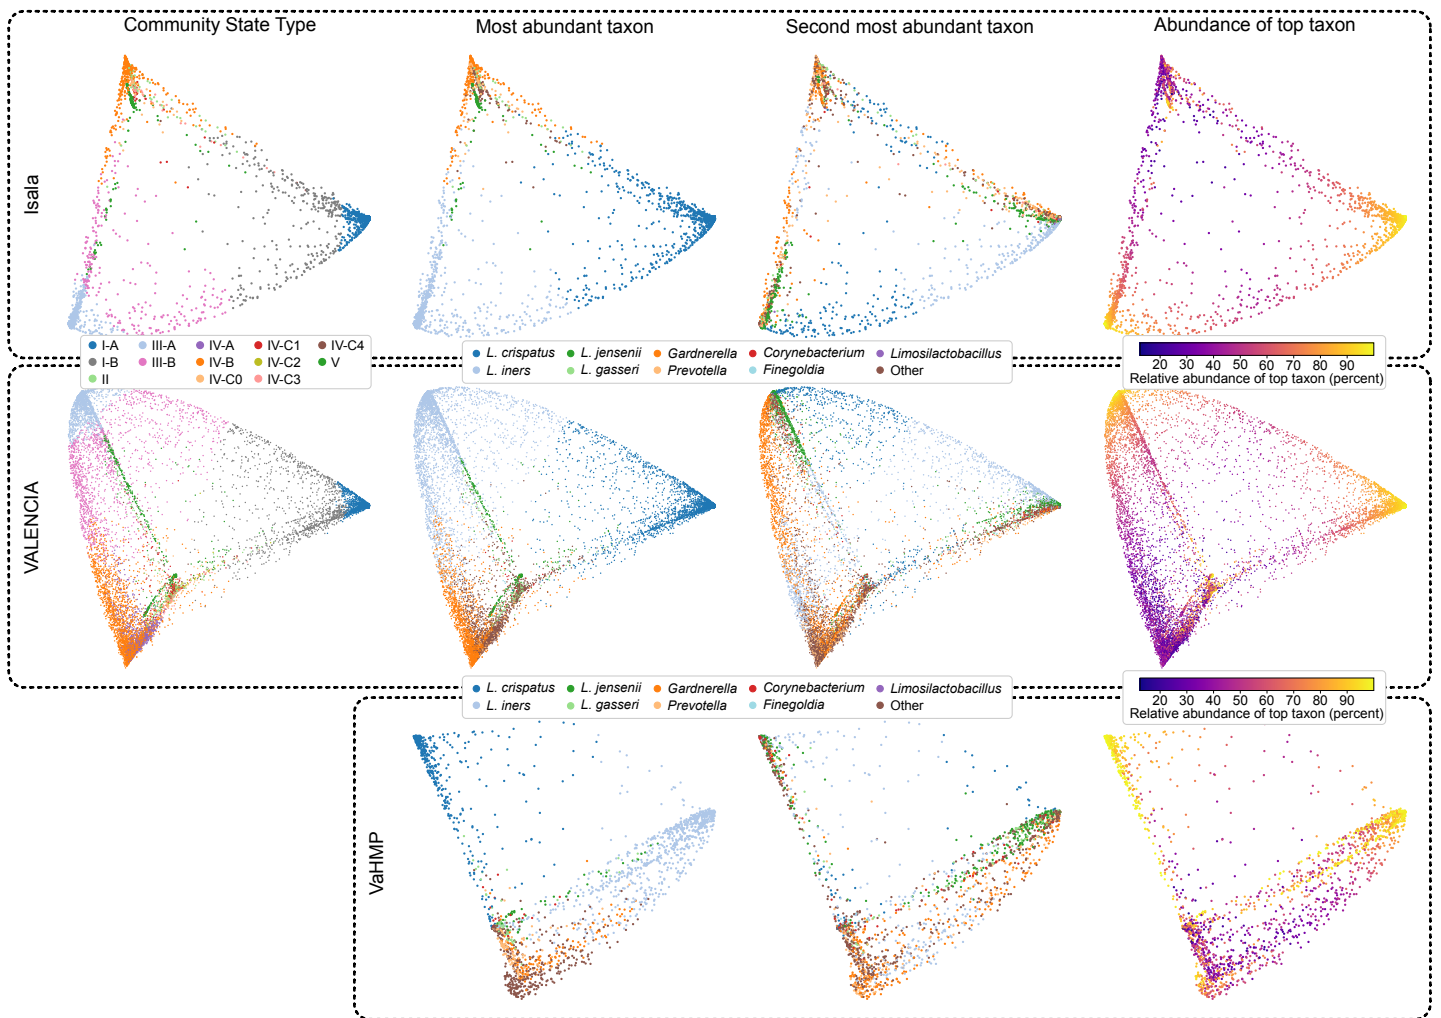 Community State Type
Most abundant taxon
Second most abundant taxon
Abundance of top taxon
Isala
I-A III-A IV-A IV-C1 IV-C4
I-B III-B IV-B IV-C2 V
II IV-C0 IV-C3
L. crispatus L. jensenii Gardnerella Corynebacterium Limosilactobacillus
L. iners L. gasseri Prevotella Finegoldia Other
20 30 40 50 60 70 80 90
Relative abundance of top taxon (percent)
VALENCIA
L. crispatus L. jensenii Gardnerella Corynebacterium Limosilactobacillus
L. iners L. gasseri Prevotella Finegoldia Other
20 30 40 50 60 70 80 90
Relative abundance of top taxon (percent)
VaHMP